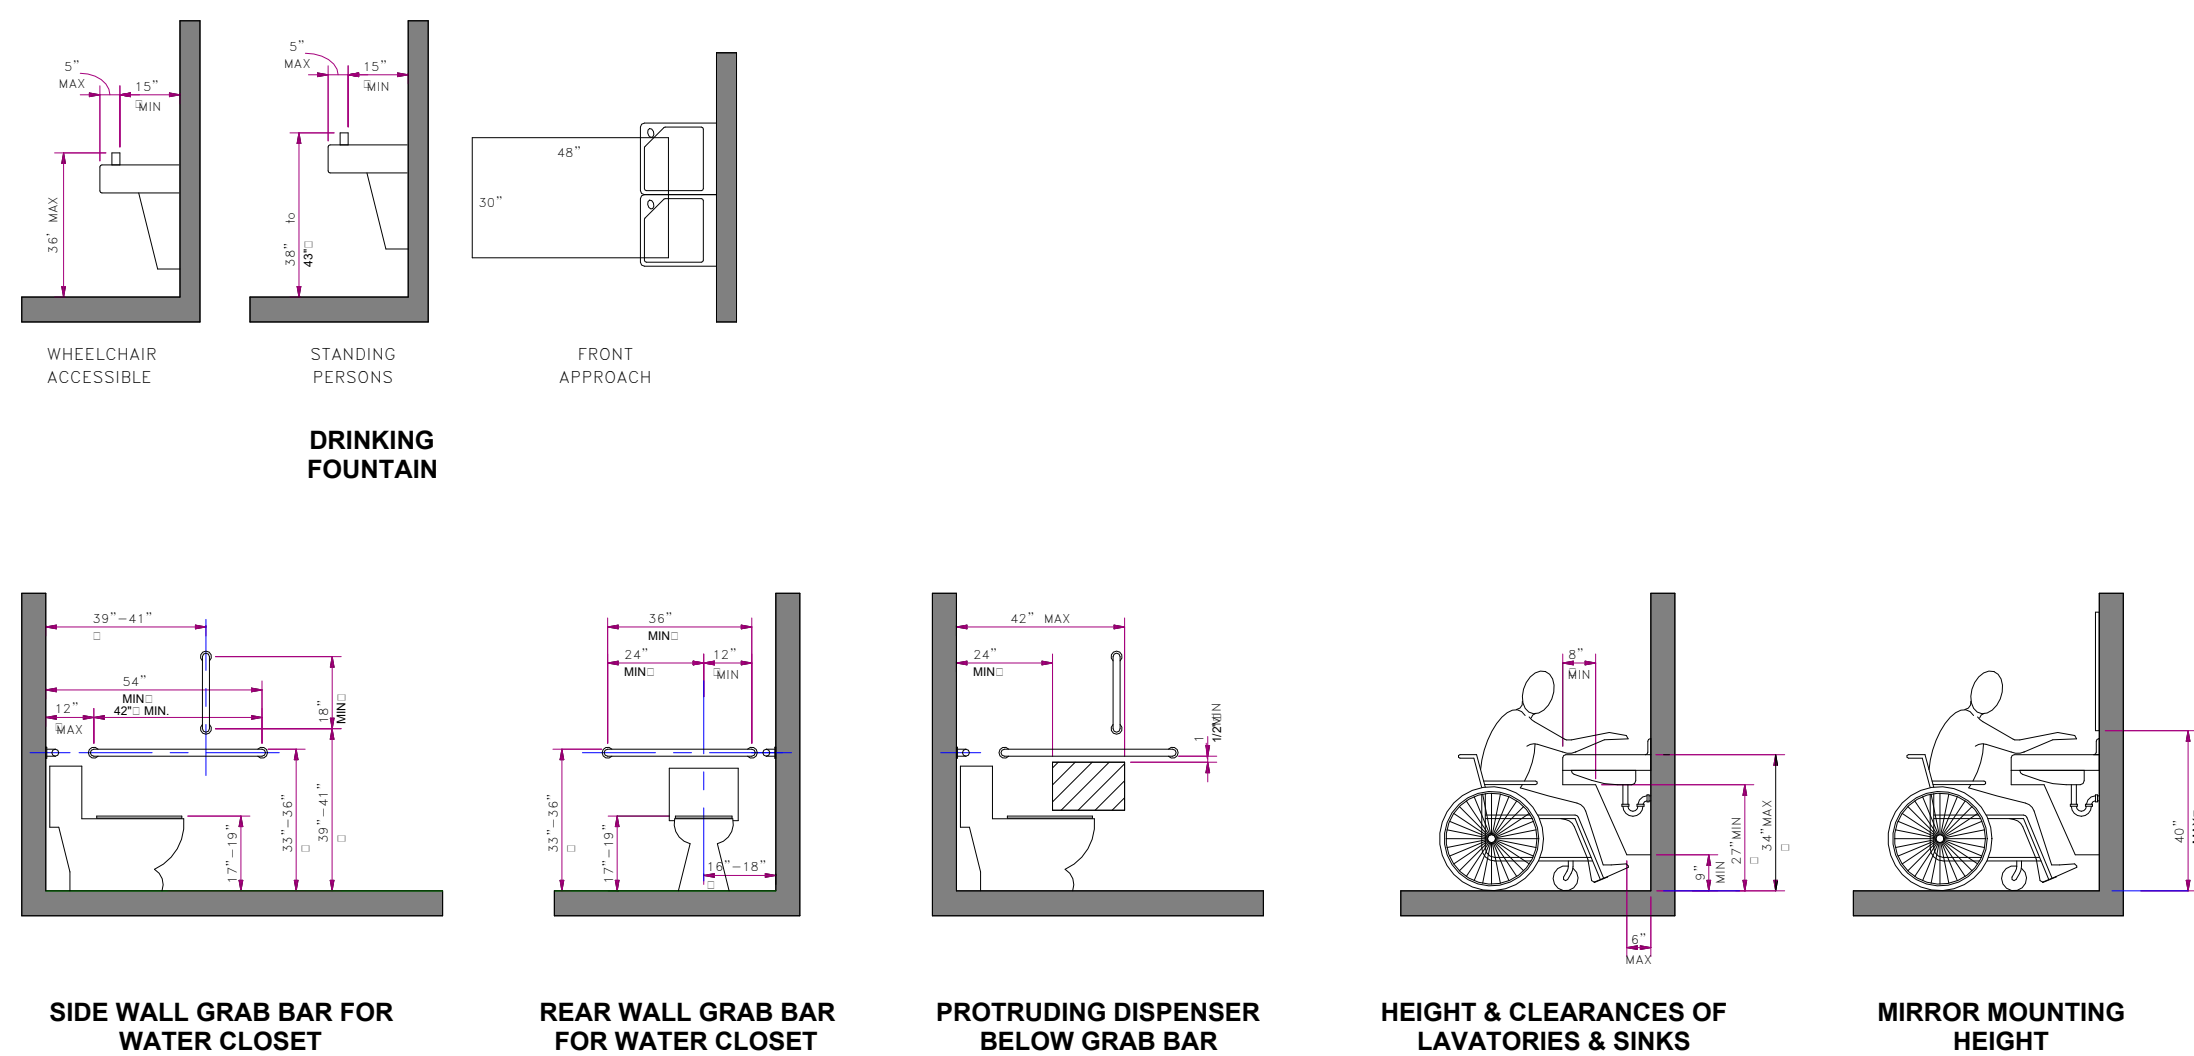 5"
MAX
15"
MIN
36' MAX
WHEELCHAIR
ACCESSIBLE
5"
MAX
15"
MIN
38" to
43"
STANDING
PERSONS
48"
30"
FRONT
APPROACH
DRINKING
FOUNTAIN
39"-41"
54"
MIN
12"
MAX
42" MIN.
18"
MIN
17"-19"
33"-36"
39"-41"
SIDE WALL GRAB BAR FOR
WATER CLOSET
36"
MIN
24"
MIN
12"
MIN
33"-36"
17"-19"
16"-18"
REAR WALL GRAB BAR
FOR WATER CLOSET
42" MAX
24"
MIN
1
1/2"MIN
PROTRUDING DISPENSER
BELOW GRAB BAR
8"
MIN
9"
MIN
27"MIN
34"MAX
6"
MAX
HEIGHT & CLEARANCES OF
LAVATORIES & SINKS
40"
MIRROR MOUNTING
HEIGHT